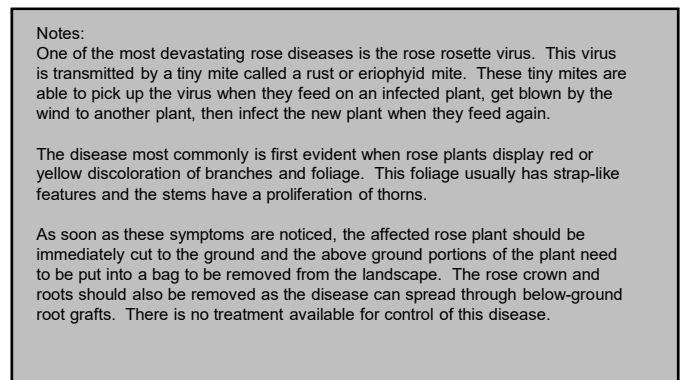 Notes:
One of the most devastating rose diseases is the rose rosette virus.  This virus
is transmitted by a tiny mite called a rust or eriophyid mite.  These tiny mites are
able to pick up the virus when they feed on an infected plant, get blown by the
wind to another plant, then infect the new plant when they feed again.

The disease most commonly is first evident when rose plants display red or
yellow discoloration of branches and foliage.  This foliage usually has strap-like
features and the stems have a proliferation of thorns.

As soon as these symptoms are noticed, the affected rose plant should be
immediately cut to the ground and the above ground portions of the plant need
to be put into a bag to be removed from the landscape.  The rose crown and
roots should also be removed as the disease can spread through below-ground
root grafts.  There is no treatment available for control of this disease.